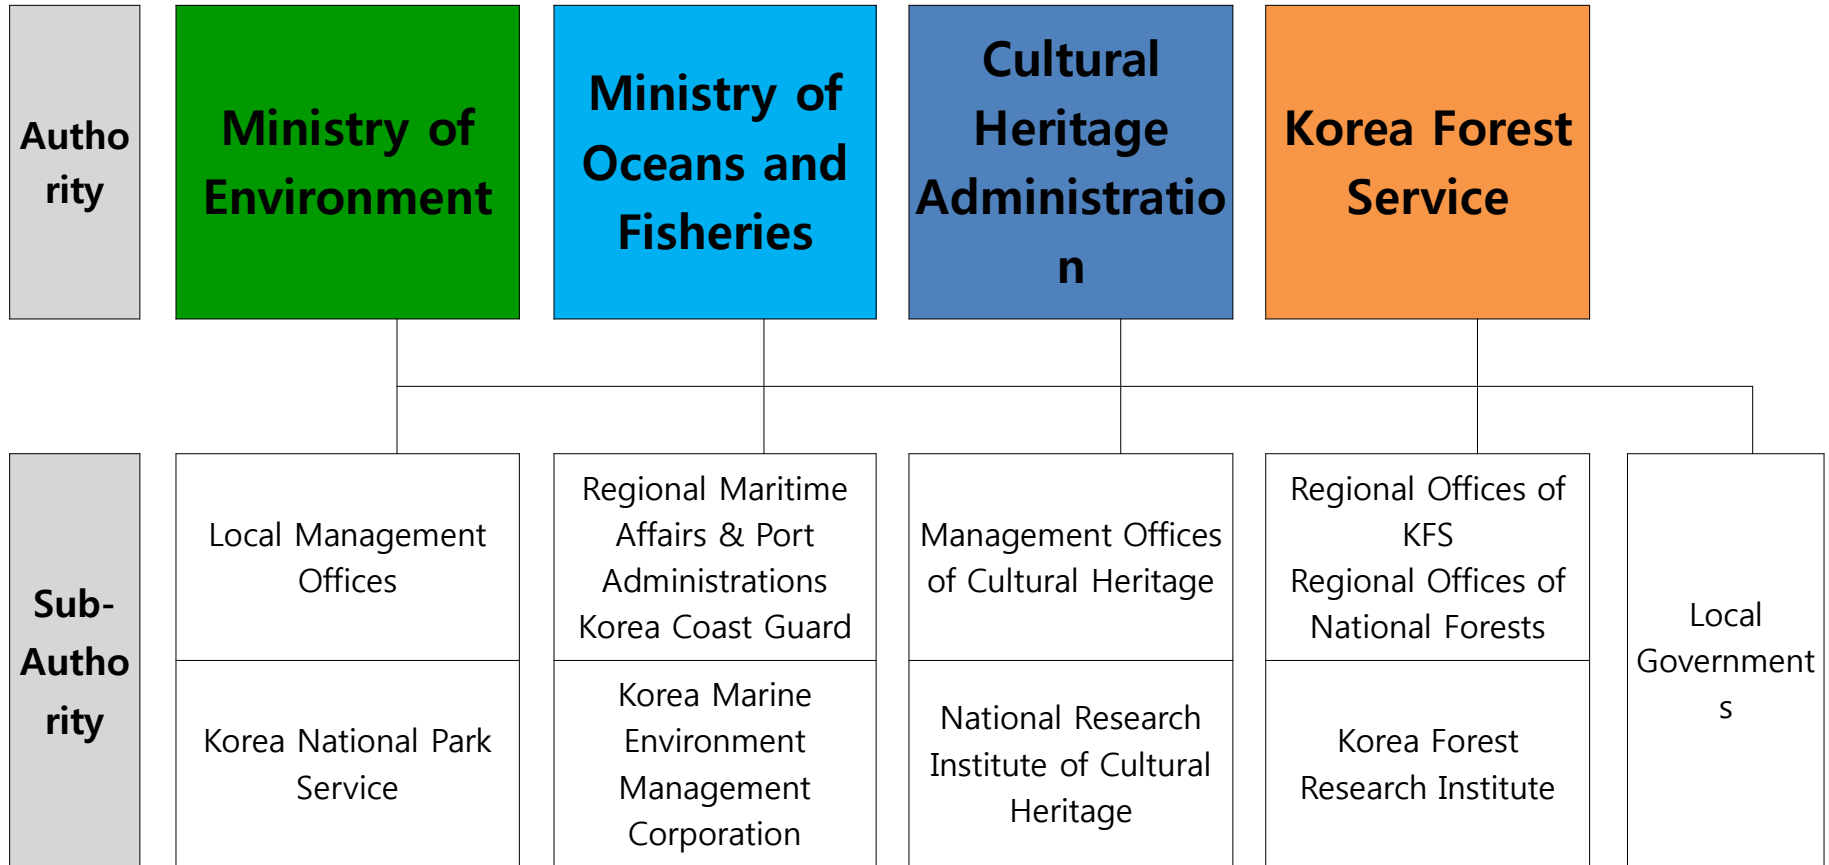 Autho
rity
Ministry of
Environment
Ministry of
Oceans and
Fisheries
Cultural
Heritage
Administratio
n
Korea Forest
Service
Sub-
Autho
rity
Local Management
Offices
Korea National Park
Service
Regional Maritime
Affairs & Port
Administrations
Korea Coast Guard
Korea Marine
Environment
Management
Corporation
Management Offices
of Cultural Heritage
National Research
Institute of Cultural
Heritage
Regional Offices of
KFS
Regional Offices of
National Forests
Korea Forest
Research Institute
Local
Government
s